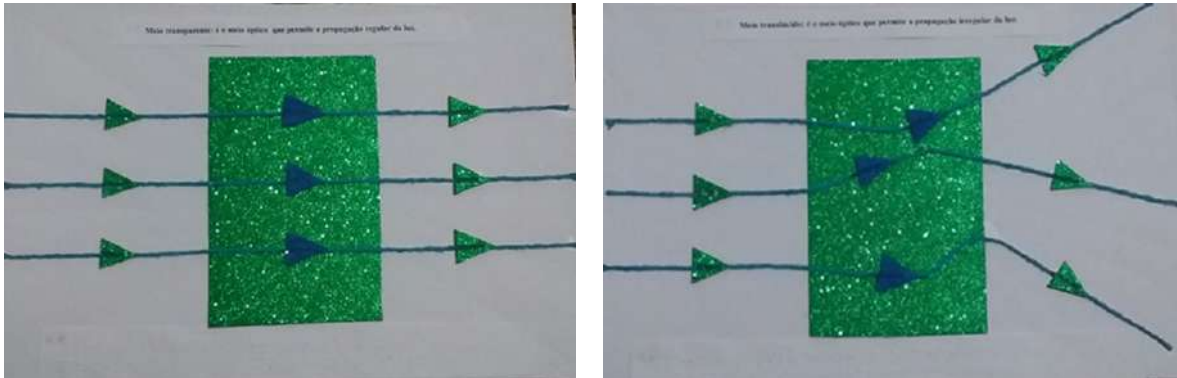 Meio transparente: é o meio óptico que permite a propagação regular da luz.
Meio translúcido: é o meio óptico que permite a propagação irregular da luz.